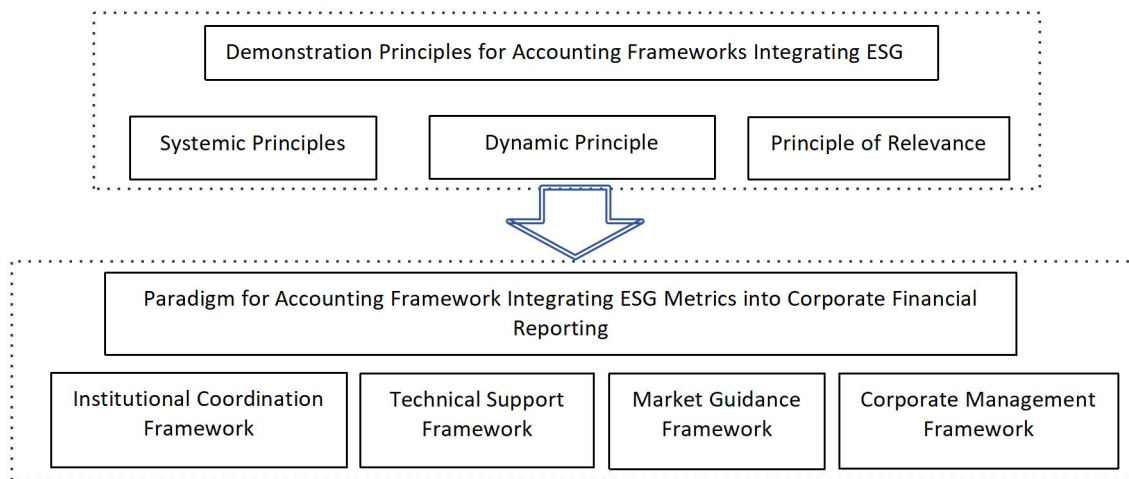 Demonstration Principles for Accounting Frameworks Integrating ESG
Systemic Principles
Dynamic Principle
Principle of Relevance
Paradigm for Accounting Framework Integrating ESG Metrics into Corporate Financial
Reporting
Institutional Coordination
Framework
Technical Support
Framework
Market Guidance
Framework
Corporate Management
Framework